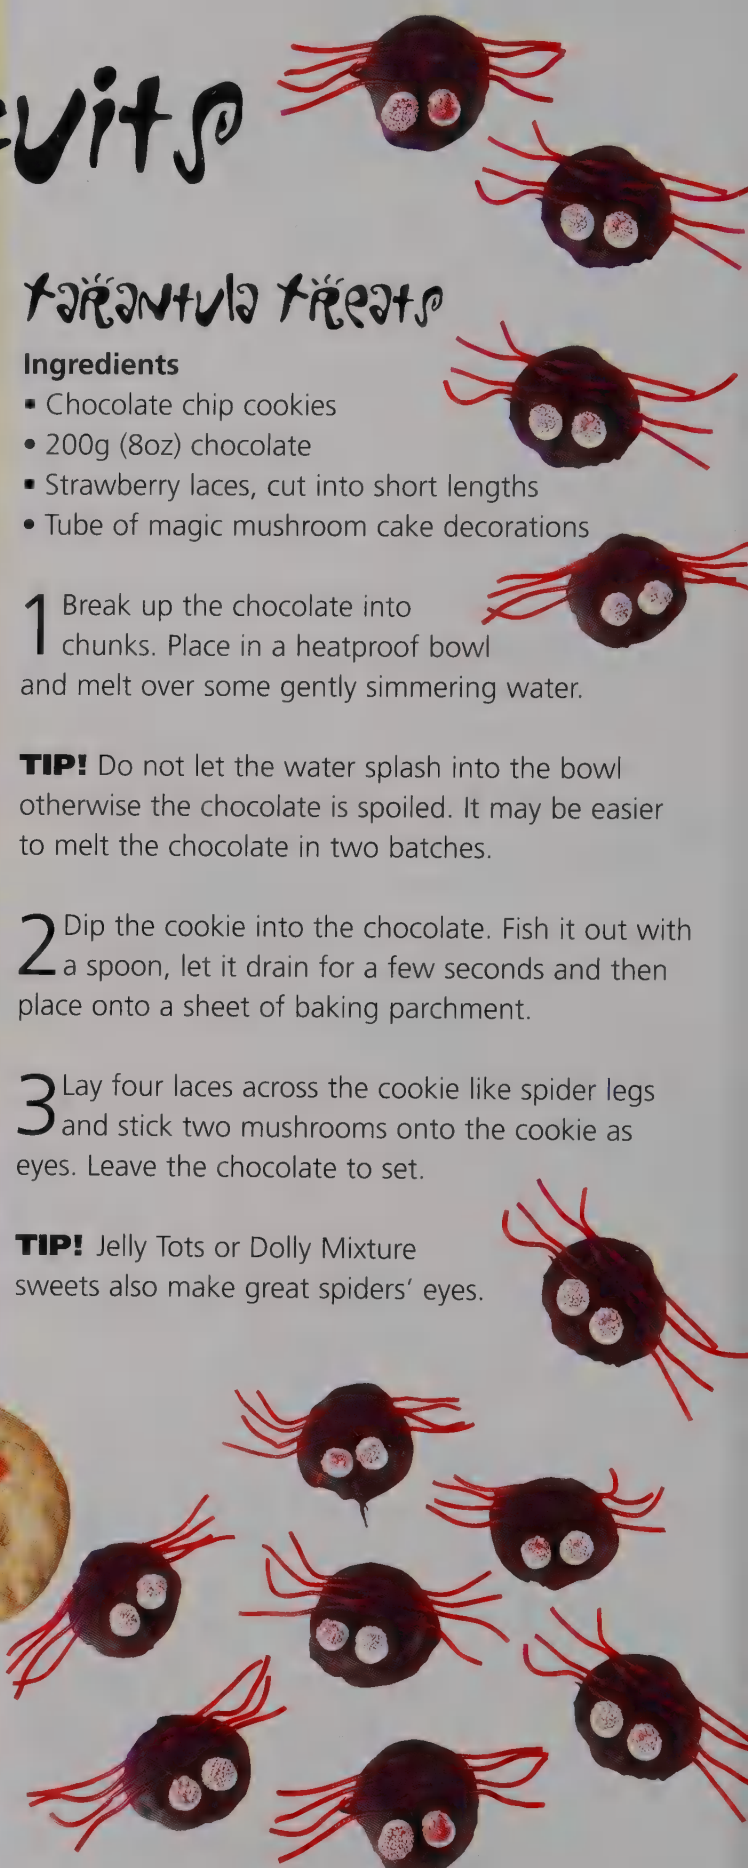 uits
tarantula treats
Ingredients
▪ Chocolate chip cookies
• 200g (8oz) chocolate
▪ Strawberry laces, cut into short lengths
• Tube of magic mushroom cake decorations
1 Break up the chocolate into
chunks. Place in a heatproof bowl
and melt over some gently simmering water.
TIP! Do not let the water splash into the bowl
otherwise the chocolate is spoiled. It may be easier
to melt the chocolate in two batches.
2 Dip the cookie into the chocolate. Fish it out with
a spoon, let it drain for a few seconds and then
place onto a sheet of baking parchment.
3 Lay four laces across the cookie like spider legs
and stick two mushrooms onto the cookie as
eyes. Leave the chocolate to set.
TIP! Jelly Tots or Dolly Mixture
sweets also make great spiders’ eyes.